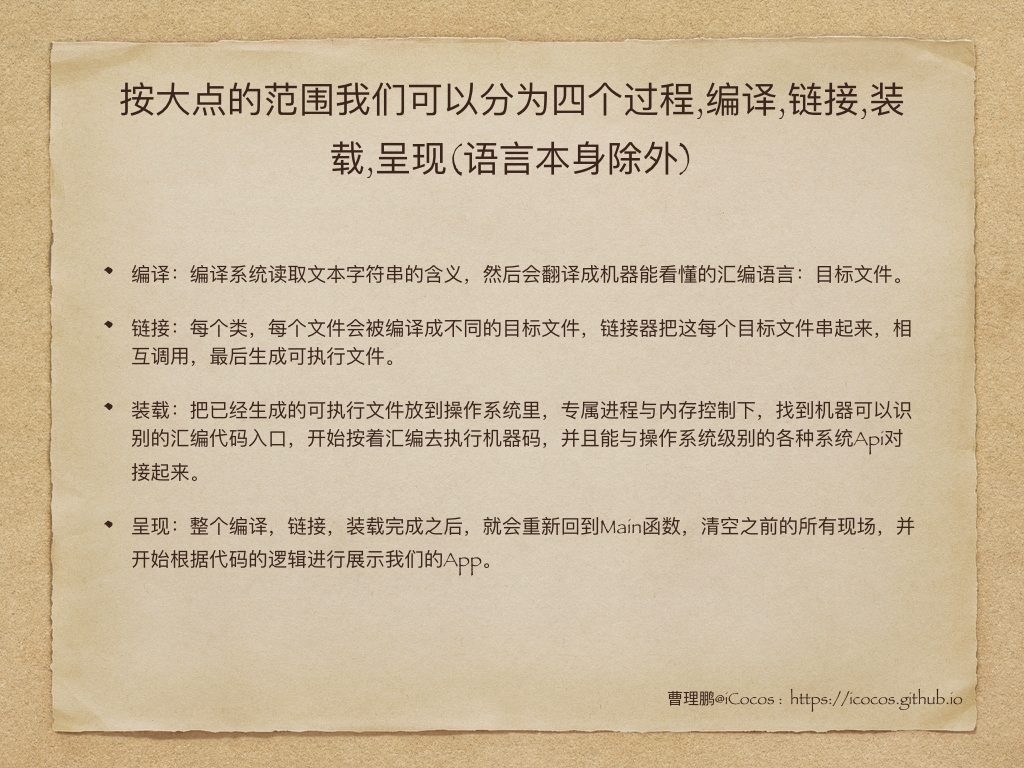 按大点的范围我们可以分为四个过程,编译,链接,装
载,呈现(语言本身除外)
编译：编译系统读取文本字符串的含义，然后会翻译成机器能看懂的汇编语言：目标文件。
链接：每个类，每个文件会被编译成不同的目标文件，链接器把这每个目标文件串起来，相
互调用，最后生成可执行文件。
装载：把已经生成的可执行文件放到操作系统里，专属进程与内存控制下，找到机器可以识
别的汇编代码入口，开始按着汇编去执行机器码，并且能与操作系统级别的各种系统Api对
接起来。
呈现：整个编译，链接，装载完成之后，就会重新回到Main函数，清空之前的所有现场，并
开始根据代码的逻辑进行展示我们的App。
曹理鹏@iCocos : https://icocos.github.io